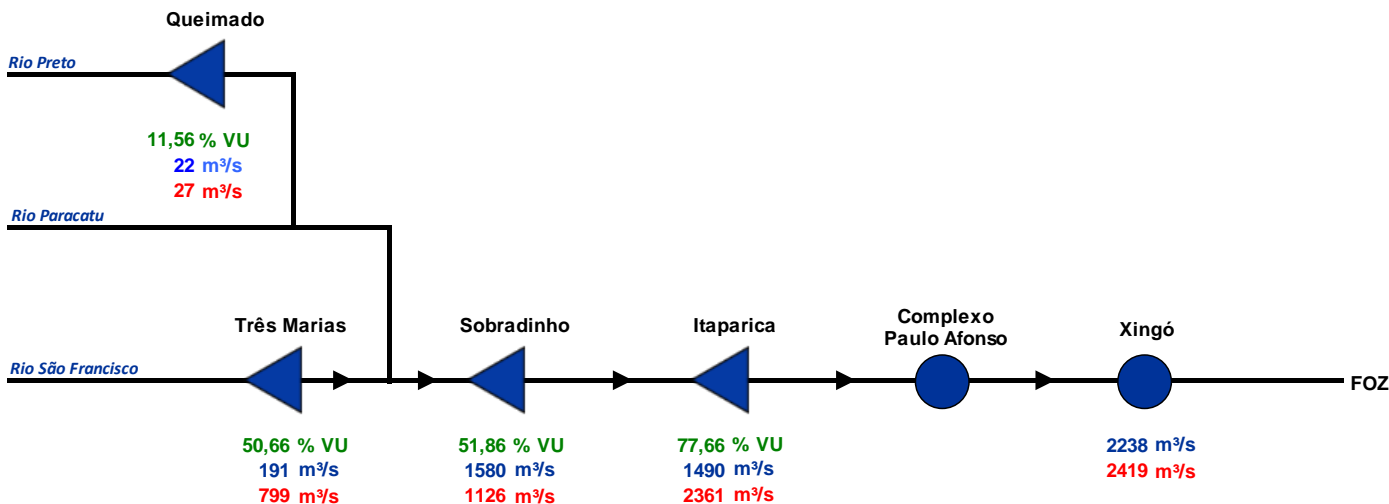 Queimado
Rio Preto
11,56 % VU
22 m³/s
27 m³/s
Rio Paracatu
Três Marias
Sobradinho
Itaparica
Complexo
Paulo Afonso
Xingó
Rio São Francisco
FOZ
50,66 % VU
191 m³/s
799 m³/s
51,86 % VU
1580 m³/s
1126 m³/s
77,66 % VU
1490 m³/s
2361 m³/s
2238 m³/s
2419 m³/s